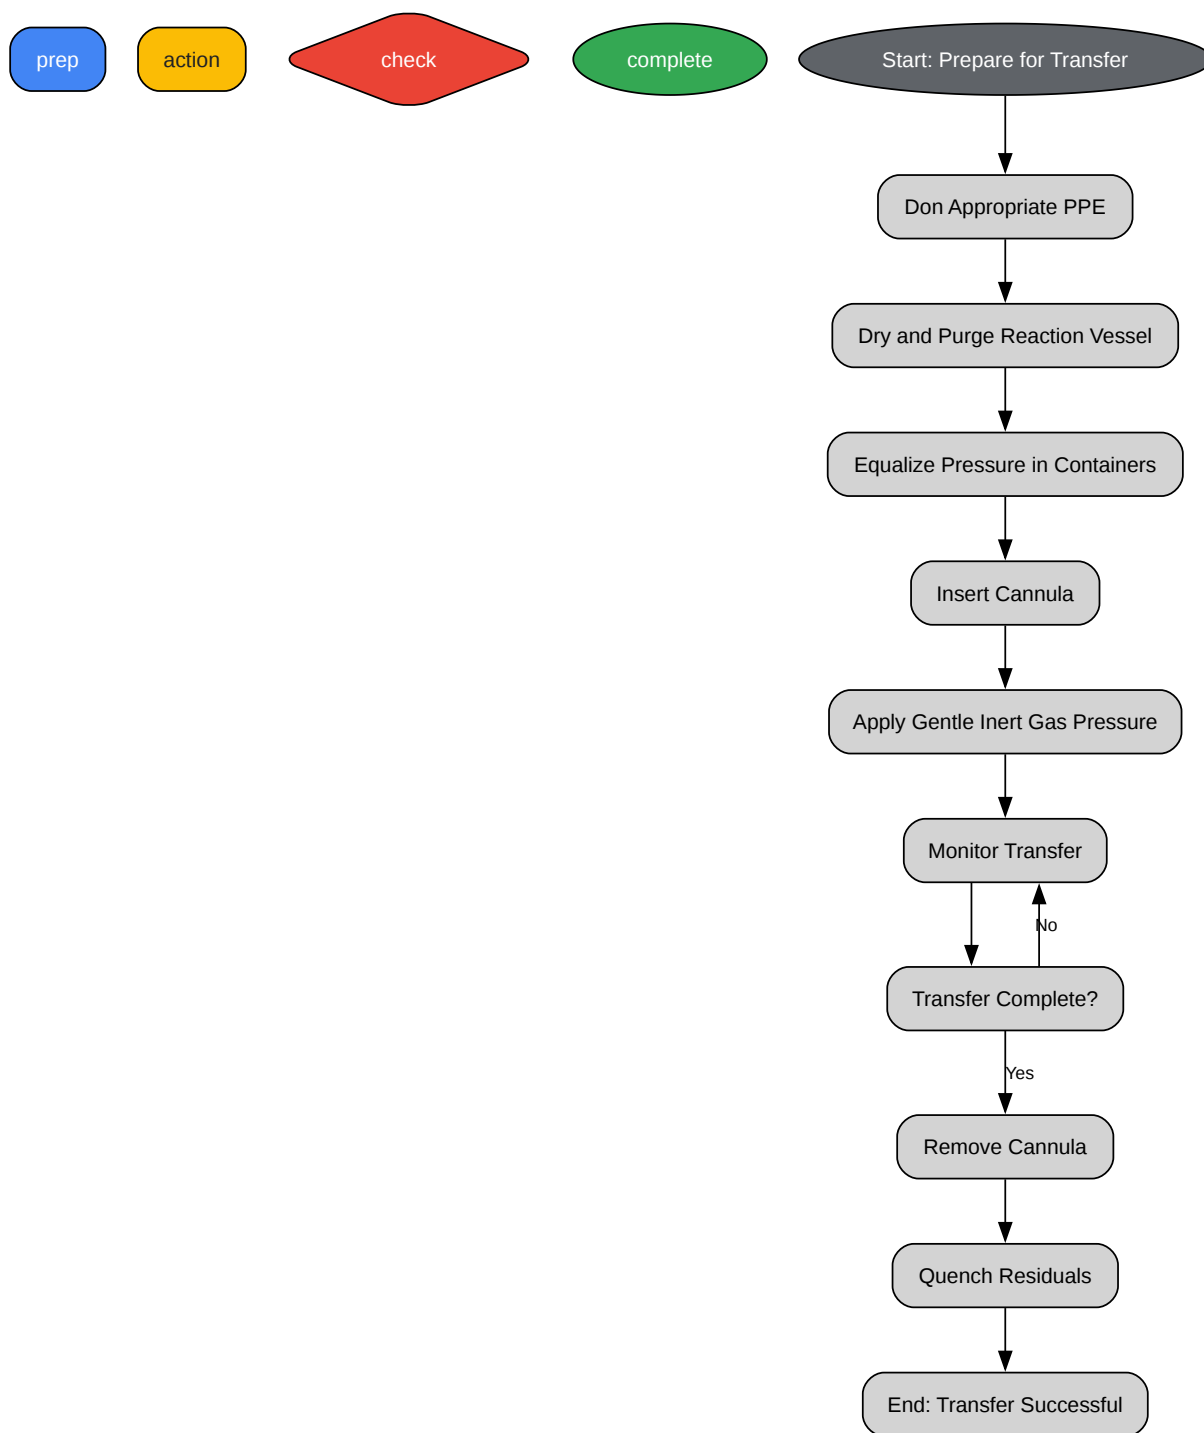 prep
action
check
complete
Start: Prepare for Transfer
Don Appropriate PPE
Dry and Purge Reaction Vessel
Equalize Pressure in Containers
Insert Cannula
Apply Gentle Inert Gas Pressure
Monitor Transfer
No
Transfer Complete?
Yes
Remove Cannula
Quench Residuals
End: Transfer Successful